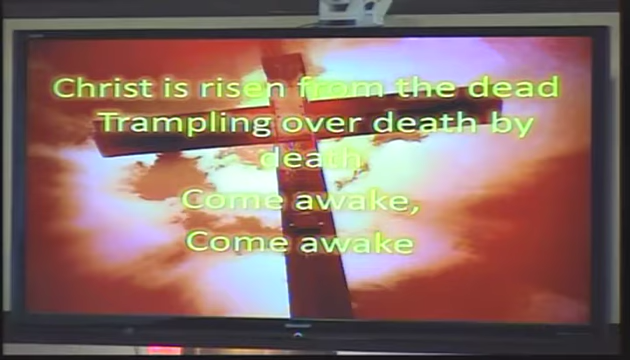 Christ is risen from the dead
Trampling over death by
death
Come awake,
Come awake